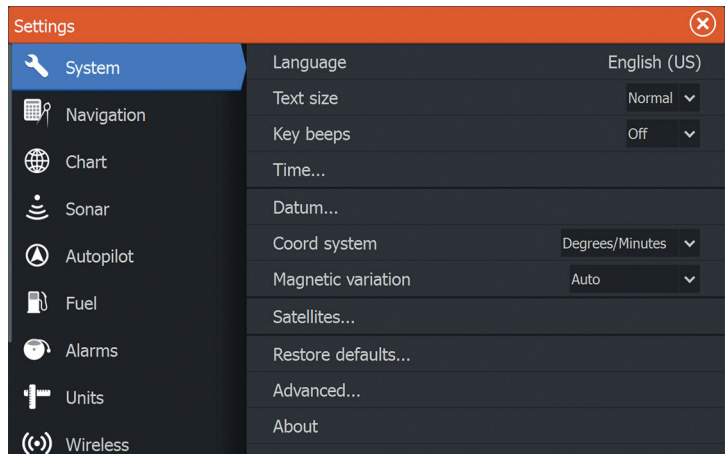 Settings
System
Navigation
Chart
Sonar
Autopilot
Fuel
Alarms
Units
Wireless
Language English (US)
Text size Normal
Key beeps Off
Time...
Datum...
Coord system Degrees/Minutes
Magnetic variation Auto
Satellites...
Restore defaults...
Advanced...
About